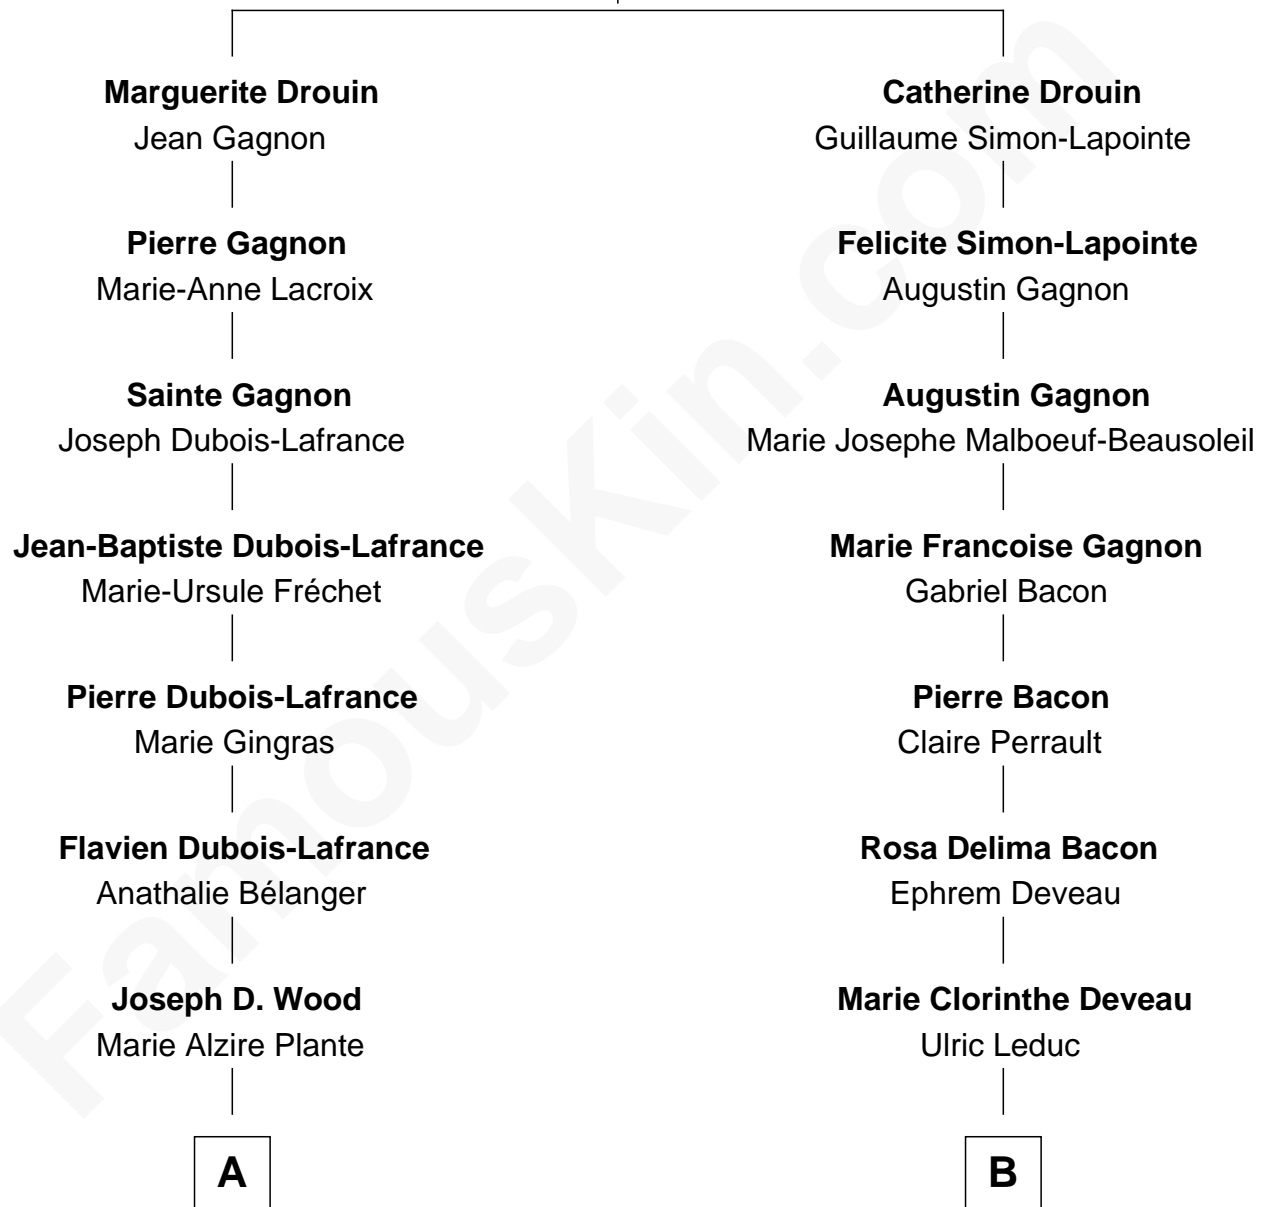 Marguerite Drouin
Jean Gagnon
Pierre Gagnon
Marie-Anne Lacroix
Sainte Gagnon
Joseph Dubois-Lafrance
Jean-Baptiste Dubois-Lafrance
Marie-Ursule Fréchet
Pierre Dubois-Lafrance
Marie Gingras
Flavien Dubois-Lafrance
Anathalie Bélanger
Joseph D. Wood
Marie Alzire Plante
A
Catherine Drouin
Guillaume Simon-Lapointe
Felicite Simon-Lapointe
Augustin Gagnon
Augustin Gagnon
Marie Josephe Malboeuf-Beausoleil
Marie Francoise Gagnon
Gabriel Bacon
Pierre Bacon
Claire Perrault
Rosa Delima Bacon
Ephrem Deveau
Marie Clorinthe Deveau
Ulric Leduc
B
FamousKin.com